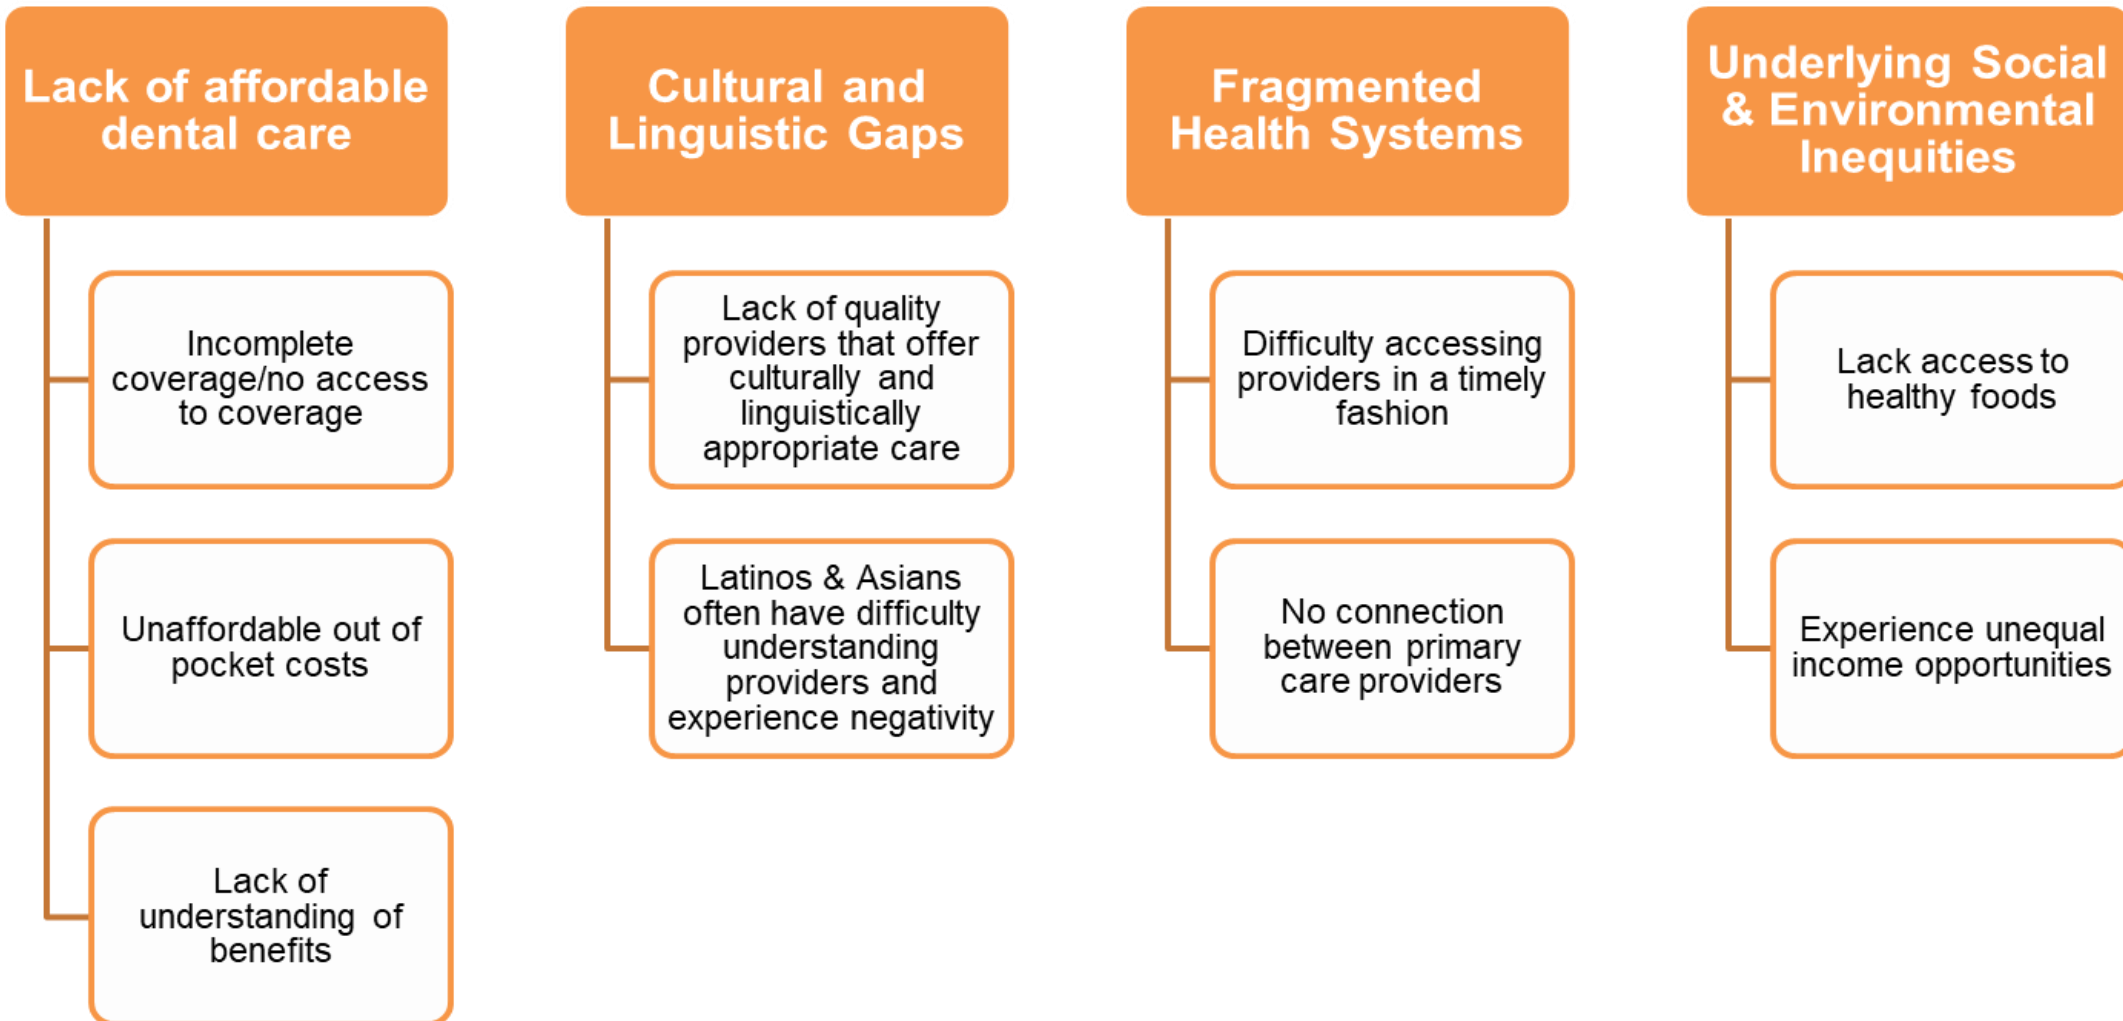 Lack of affordable
dental care
Incomplete
coverage/no access
to coverage
Unaffordable out of
pocket costs
Lack of
understanding of
benefits
Cultural and
Linguistic Gaps
Lack of quality
providers that offer
culturally and
linguistically
appropriate care
Latinos & Asians
often have difficulty
understanding
providers and
experience negativity
Fragmented
Health Systems
Difficulty accessing
providers in a timely
fashion
No connection
between primary
care providers
Underlying Social
& Environmental
Inequities
Lack access to
healthy foods
Experience unequal
income opportunities